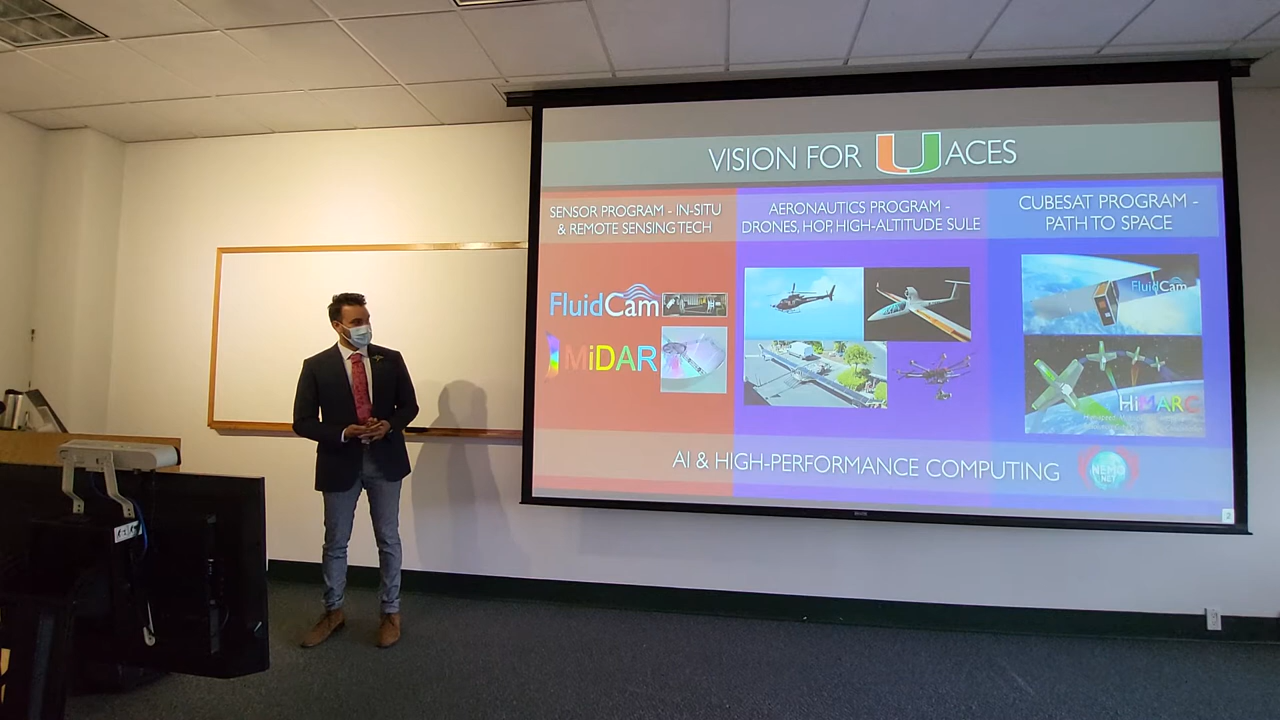 VISION FOR U ACES
SENSOR PROGRAM - IN-SITU
& REMOTE SENSING TECH
AERONAUTICS PROGRAM -
DRONES, HOP, HIGH-ALTITUDE SULE
CUBESAT PROGRAM -
PATH TO SPACE
FluidCam
MiDAR
FluidCam
HiMARC
AI & HIGH-PERFORMANCE COMPUTING
NEMO
NET
2